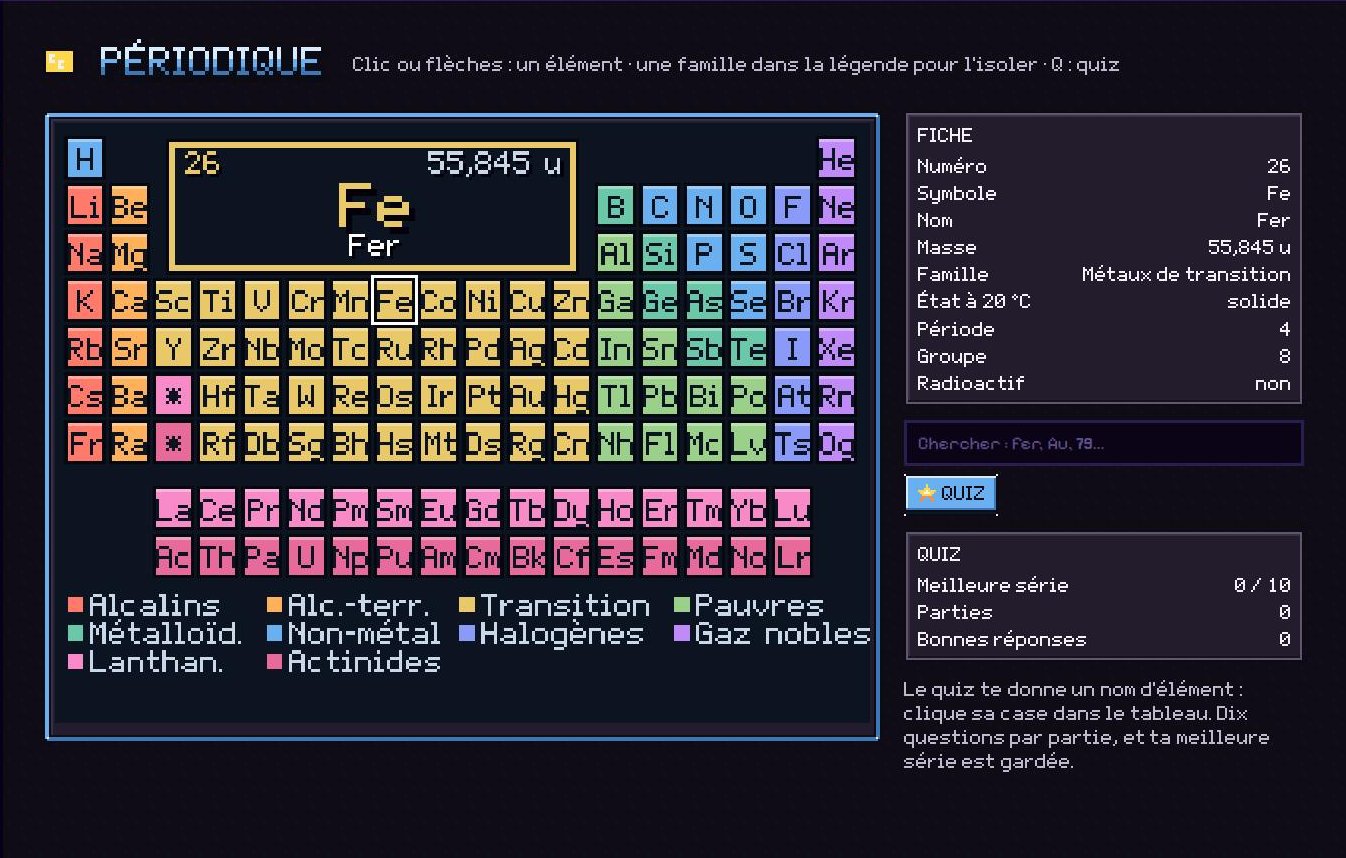 PÉRIODIQUE
Clic ou flèches : un élément · une famille dans la légende pour l'isoler · Q : quiz
26 55,845 u
Fe
Fer
H He
Li Be B C N O F Ne
Na Mg Al Si P S Cl Ar
K Ca Sc Ti V Cr Mn Fe Co Ni Cu Zn Ga Ge As Se Br Kr
Rb Sr Y Zr Nb Mo Tc Ru Rh Pd Ag Cd In Sn Sb Te I Xe
Cs Ba * Hf Ta W Re Os Ir Pt Au Hg Tl Pb Bi Po At Rn
Fr Ra * Rf Db Sg Bh Hs Mt Ds Rg Cn Nh Fl Mc Lv Ts Og
La Ce Pr Nd Pm Sm Eu Gd Tb Dy Ho Er Tm Yb Lu
Ac Th Pa U Np Pu Am Cm Bk Cf Es Fm Md No Lr
Alcalins Alc.-terr. Transition Pauvres
Métalloïd. Non-métal Halogènes Gaz nobles
Lanthan. Actinides
FICHE
Numéro 26
Symbole Fe
Nom Fer
Masse 55,845 u
Famille Métaux de transition
État à 20 °C solide
Période 4
Groupe 8
Radioactif non
Chercher : fer, Au, 79...
QUIZ
QUIZ
Meilleure série 0 / 10
Parties 0
Bonnes réponses 0
Le quiz te donne un nom d'élément :
clique sa case dans le tableau. Dix
questions par partie, et ta meilleure
série est gardée.